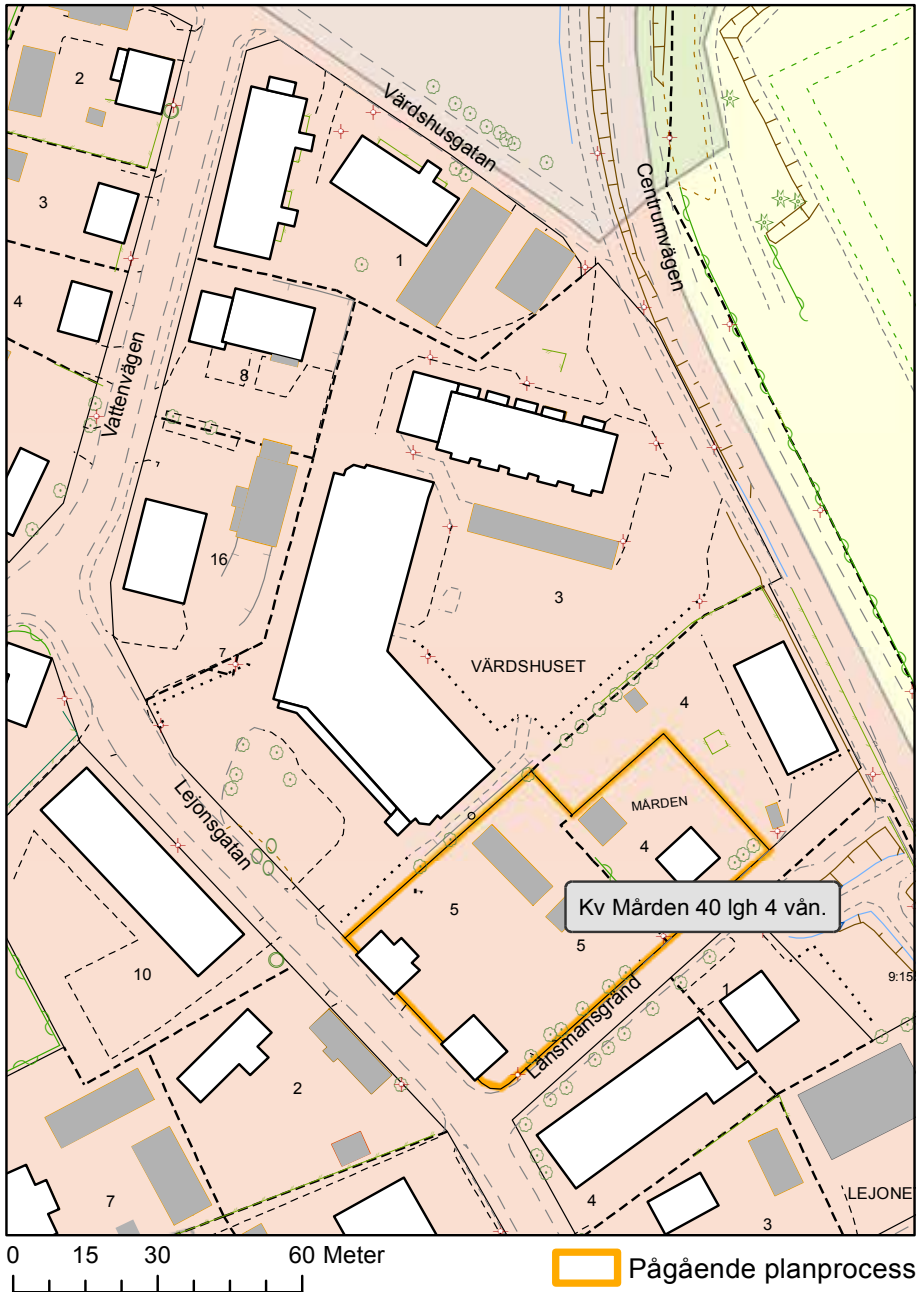 2
Värdshusgatan
3
Centrumvägen
1
4
Vattenvägen
8
16
3
7
VÄRDSHUSET
4
Lejonsgatan
MÅRDEN
4
5
Kv Mården 40 lgh 4 vån.
5
10
9:15
Länsmansgränd
1
2
7
4
LEJONE
3
0 15 30 60 Meter
Pågående planprocess